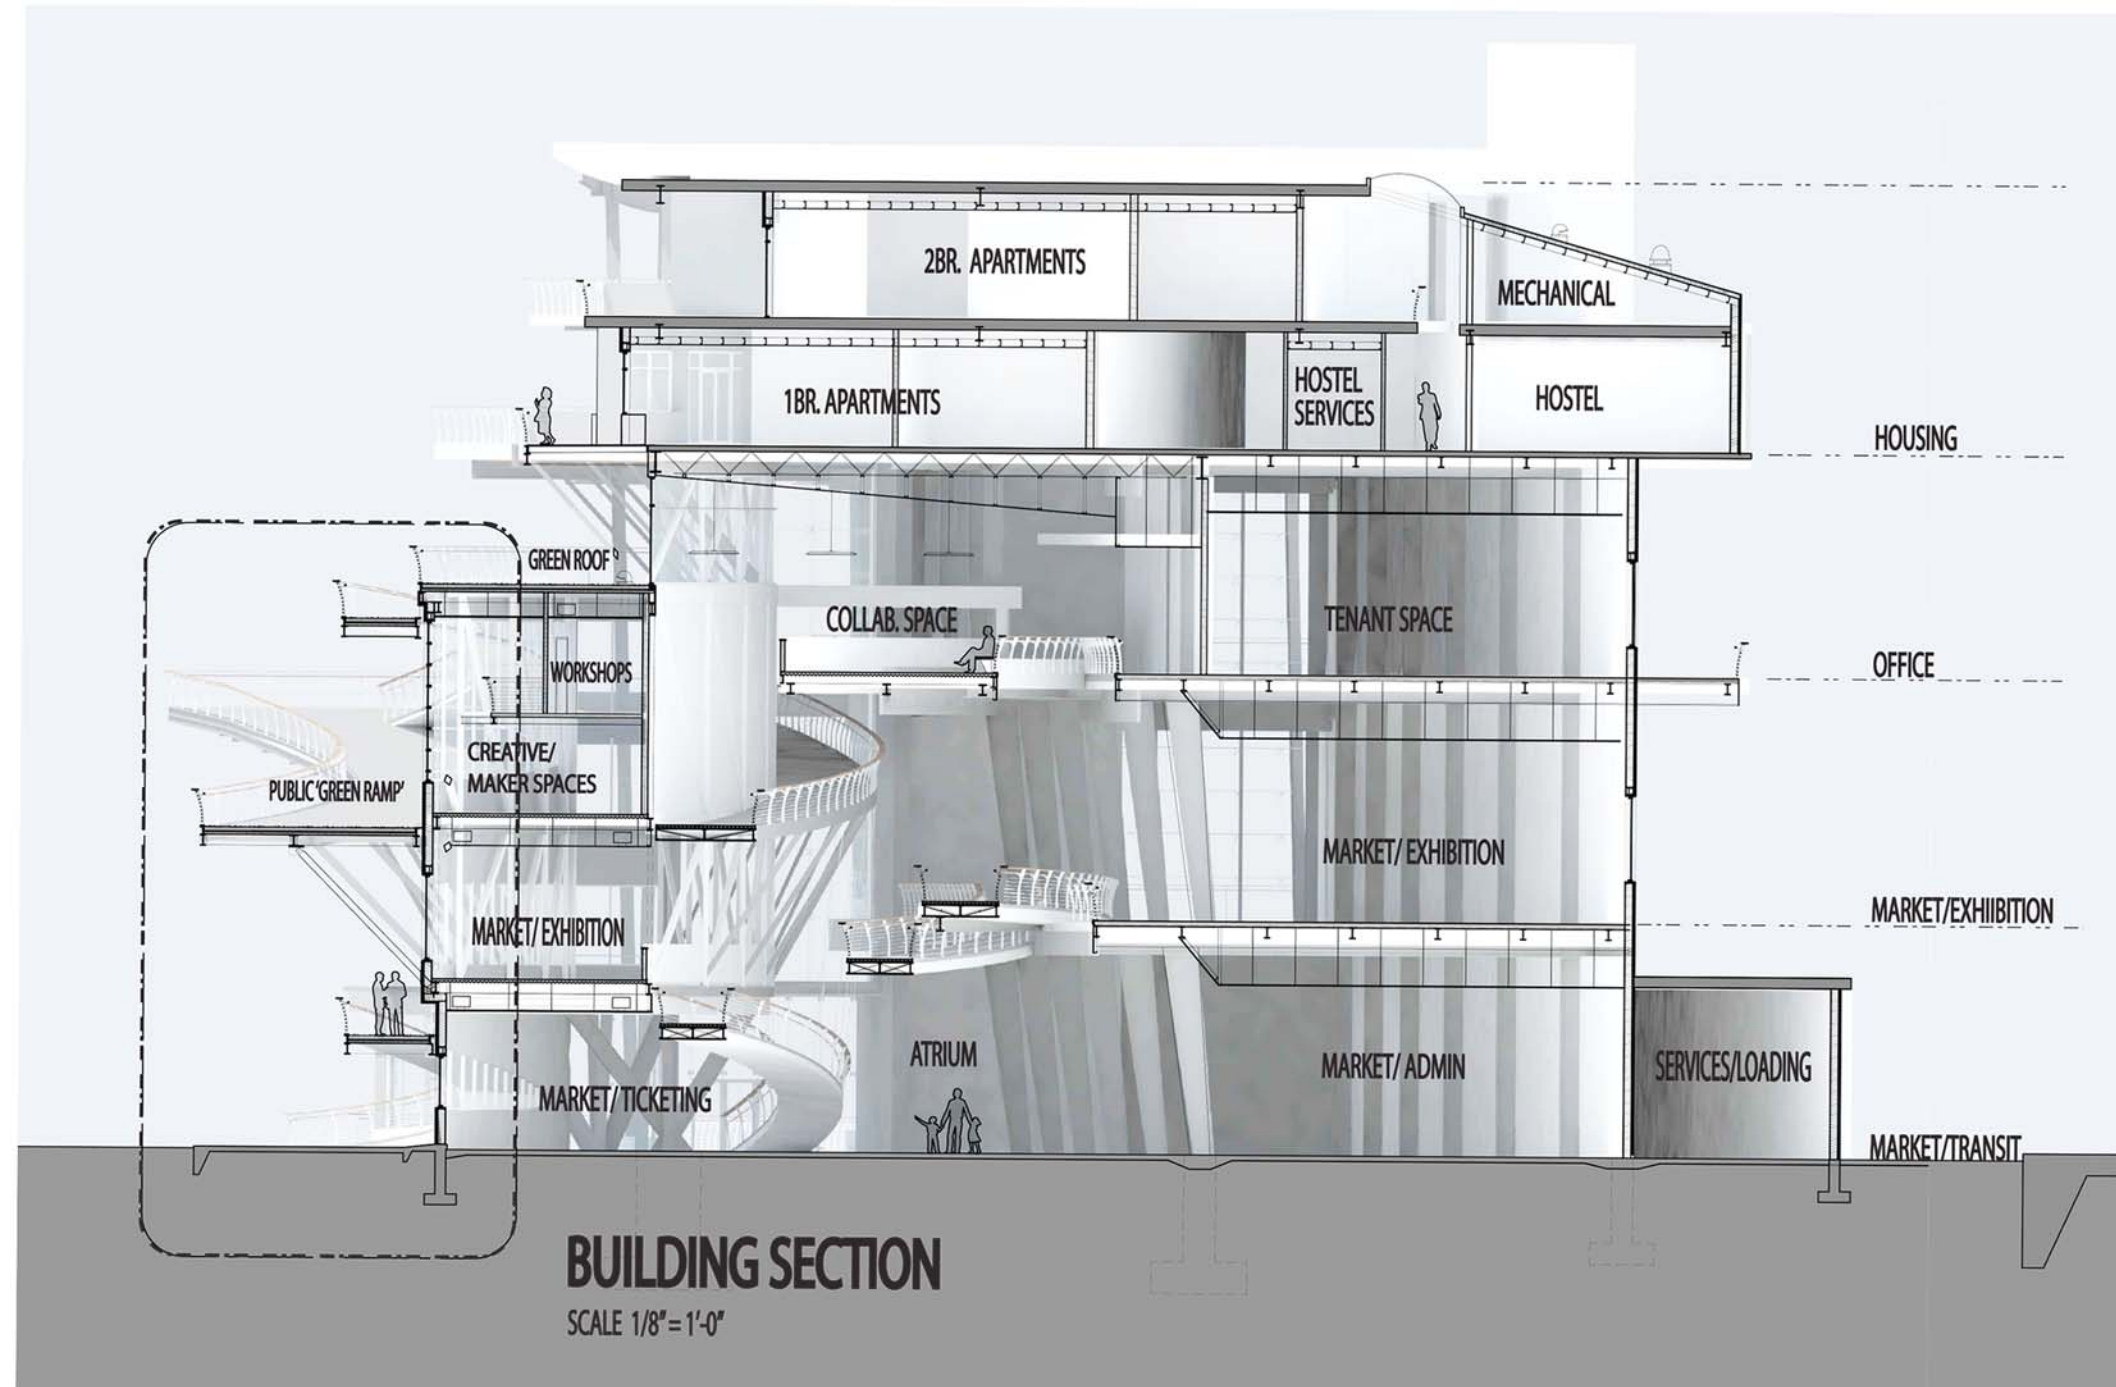 2BR. APARTMENTS
MECHANICAL
1BR. APARTMENTS
HOSTEL
SERVICES
HOSTEL
HOUSING
GREEN ROOF
COLLAB. SPACE
TENANT SPACE
WORKSHOPS
OFFICE
CREATIVE/
MAKER SPACES
PUBLIC 'GREEN RAMP'
MARKET/ EXHIBITION
MARKET/ EXHIBITION
MARKET/EXHIIBITION
ATRIUM
MARKET/ ADMIN
SERVICES/LOADING
MARKET/ TICKETING
MARKET/TRANSIT
BUILDING SECTION
SCALE 1/8" = 1'-0"